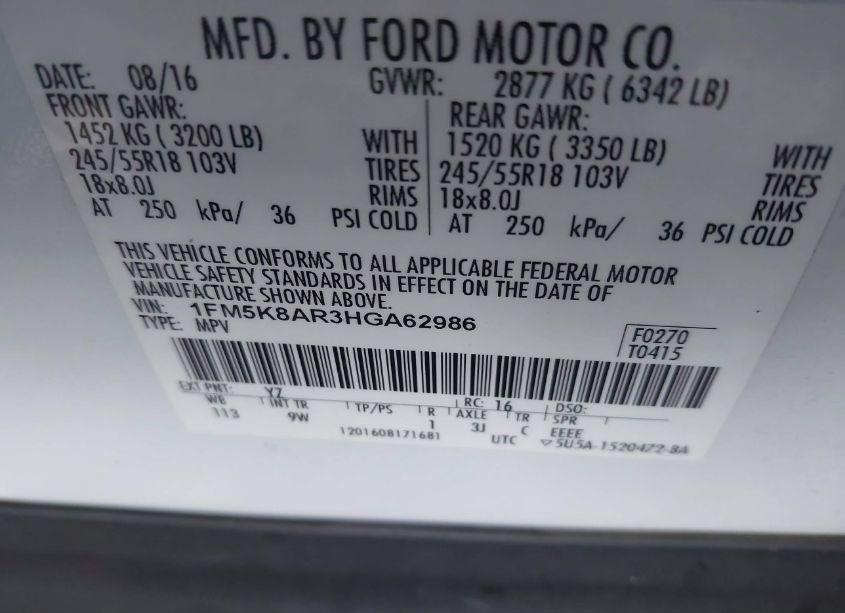 MFD. BY FORD MOTOR CO.
DATE: 08/16 GVWR: 2877 KG ( 6342 LB)
FRONT GAWR: REAR GAWR:
1452 KG ( 3200 LB) WITH 1520 KG ( 3350 LB) WITH
245/55R18 103V TIRES 245/55R18 103V TIRES
18x8.0J RIMS 18x8.0J RIMS
AT 250 kPa/ 36 PSI COLD AT 250 kPa/ 36 PSI COLD
THIS VEHICLE CONFORMS TO ALL APPLICABLE FEDERAL MOTOR
VEHICLE SAFETY STANDARDS IN EFFECT ON THE DATE OF
MANUFACTURE SHOWN ABOVE.
VIN: 1FM5K8AR3HGA62986
TYPE: MPV
F0270
T0415
EXT PNT: YZ RC: 16 DSO:
WB INT TR TP/PS R AXLE TR SPR
113 9W 1 3J C EEEE
1201608171681 UTC ▽5U5A-1520472-BA